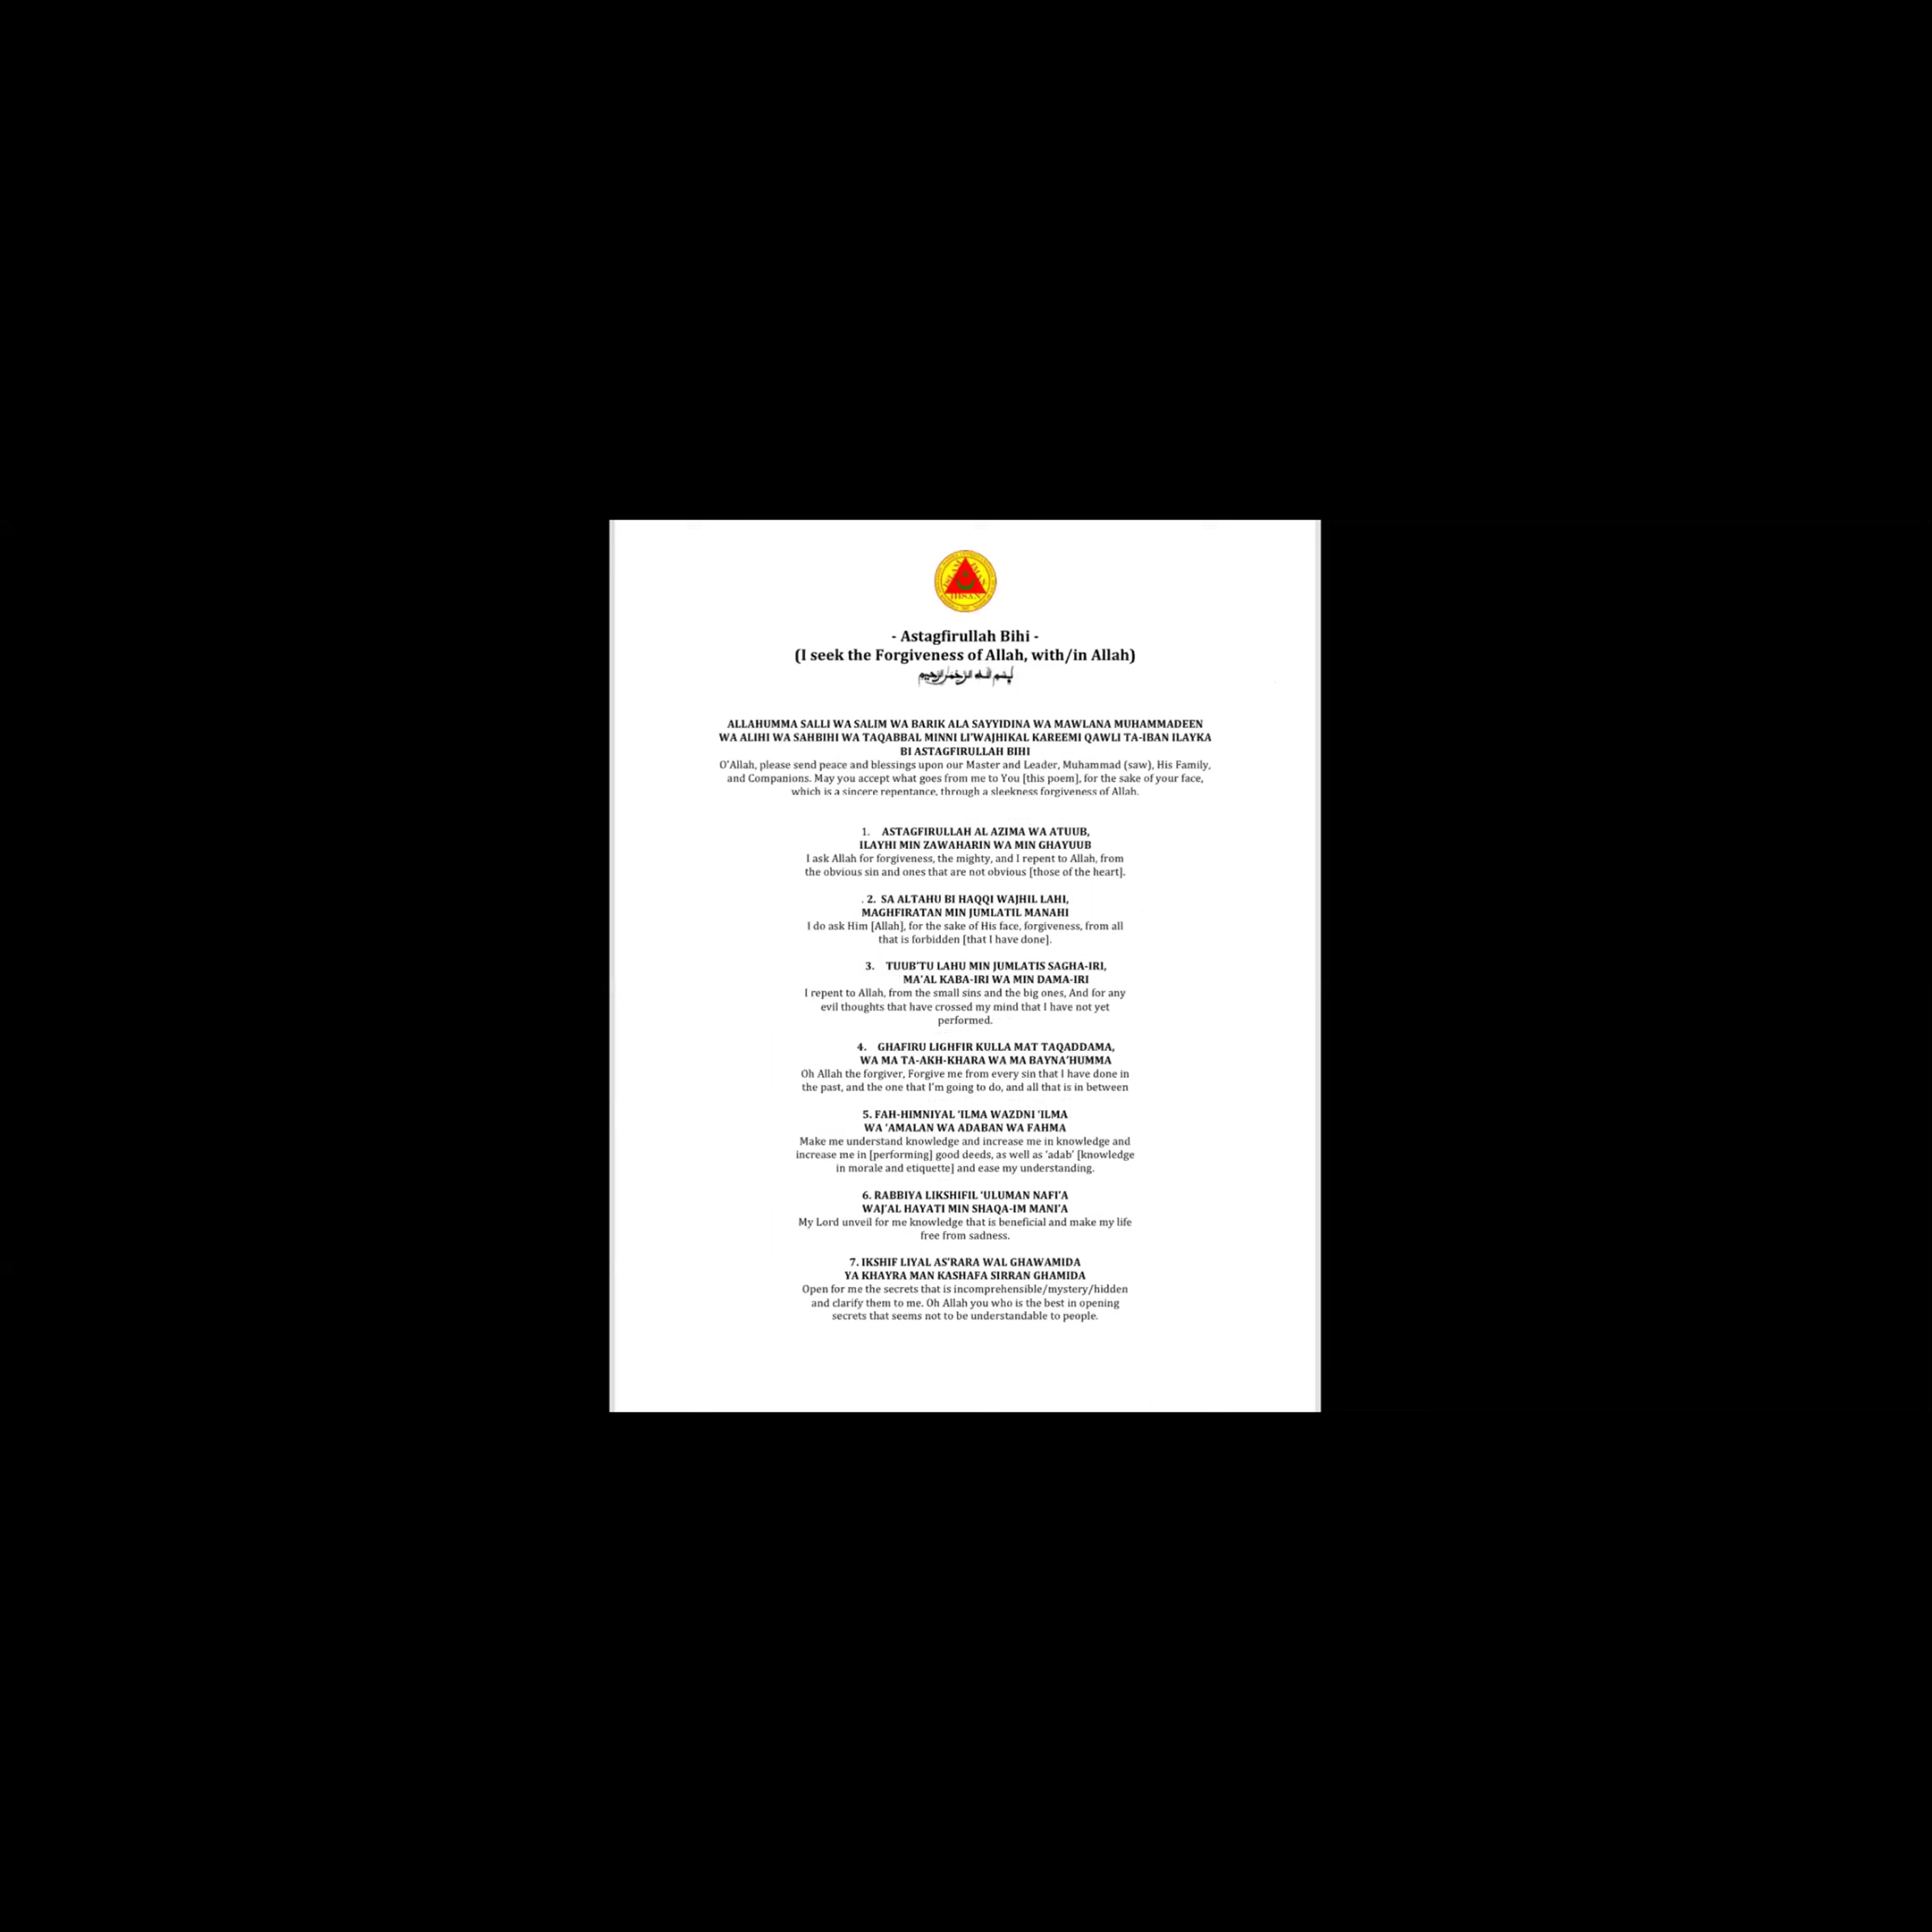 IHSAN
- Astagfirullah Bihi -
(I seek the Forgiveness of Allah, with/in Allah)
بسم الله الرحمن الرحيم
ALLAHUMMA SALLI WA SALIM WA BARIK ALA SAYYIDINA WA MAWLANA MUHAMMADEEN
WA ALIHI WA SAHBIHI WA TAQABBAL MINNI LI'WAJHIKAL KAREEMI QAWLI TA-IBAN ILAYKA
BI ASTAGFIRULLAH BIHI
O'Allah, please send peace and blessings upon our Master and Leader, Muhammad (saw), His Family,
and Companions. May you accept what goes from me to You [this poem], for the sake of your face,
which is a sincere repentance, through a sleekness forgiveness of Allah.
1. ASTAGFIRULLAH AL AZIMA WA ATUUB,
ILAYHI MIN ZAWAHARIN WA MIN GHAYUUB
I ask Allah for forgiveness, the mighty, and I repent to Allah, from
the obvious sin and ones that are not obvious [those of the heart].
. 2. SA ALTAHU BI HAQQI WAJHIL LAHI,
MAGHFIRATAN MIN JUMLATIL MANAHI
I do ask Him [Allah], for the sake of His face, forgiveness, from all
that is forbidden [that I have done].
3. TUUB'TU LAHU MIN JUMLATIS SAGHA-IRI,
MA'AL KABA-IRI WA MIN DAMA-IRI
I repent to Allah, from the small sins and the big ones, And for any
evil thoughts that have crossed my mind that I have not yet
performed.
4. GHAFIRU LIGHFIR KULLA MAT TAQADDAMA,
WA MA TA-AKH-KHARA WA MA BAYNA'HUMMA
Oh Allah the forgiver, Forgive me from every sin that I have done in
the past, and the one that I'm going to do, and all that is in between
5. FAH-HIMNIYAL 'ILMA WAZDNI 'ILMA
WA 'AMALAN WA ADABAN WA FAHMA
Make me understand knowledge and increase me in knowledge and
increase me in [performing] good deeds, as well as 'adab' [knowledge
in morale and etiquette] and ease my understanding.
6. RABBIYA LIKSHIFIL 'ULUMAN NAFI'A
WAJ'AL HAYATI MIN SHAQA-IM MANI'A
My Lord unveil for me knowledge that is beneficial and make my life
free from sadness.
7. IKSHIF LIYAL AS'RARA WAL GHAWAMIDA
YA KHAYRA MAN KASHAFA SIRRAN GHAMIDA
Open for me the secrets that is incomprehensible/mystery/hidden
and clarify them to me. Oh Allah you who is the best in opening
secrets that seems not to be understandable to people.